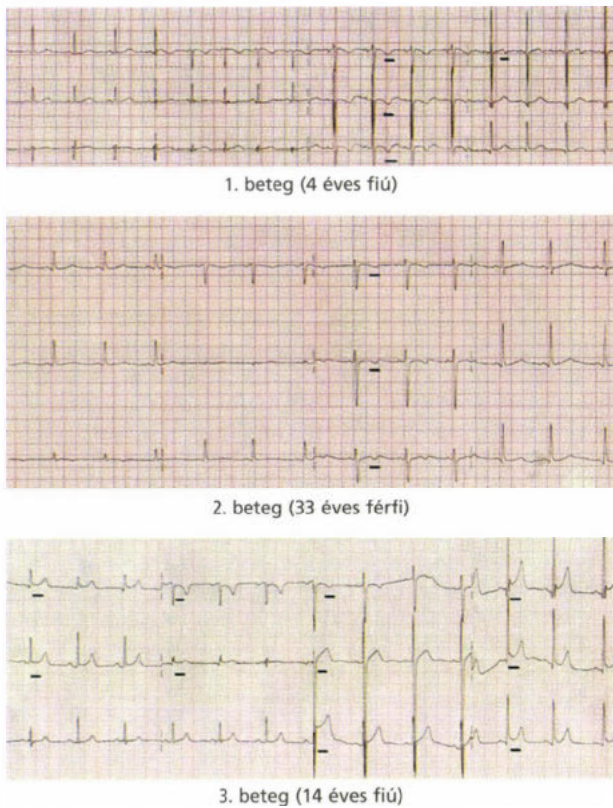 1. beteg (4 éves fiú)
2. beteg (33 éves férfi)
3. beteg (14 éves fiú)